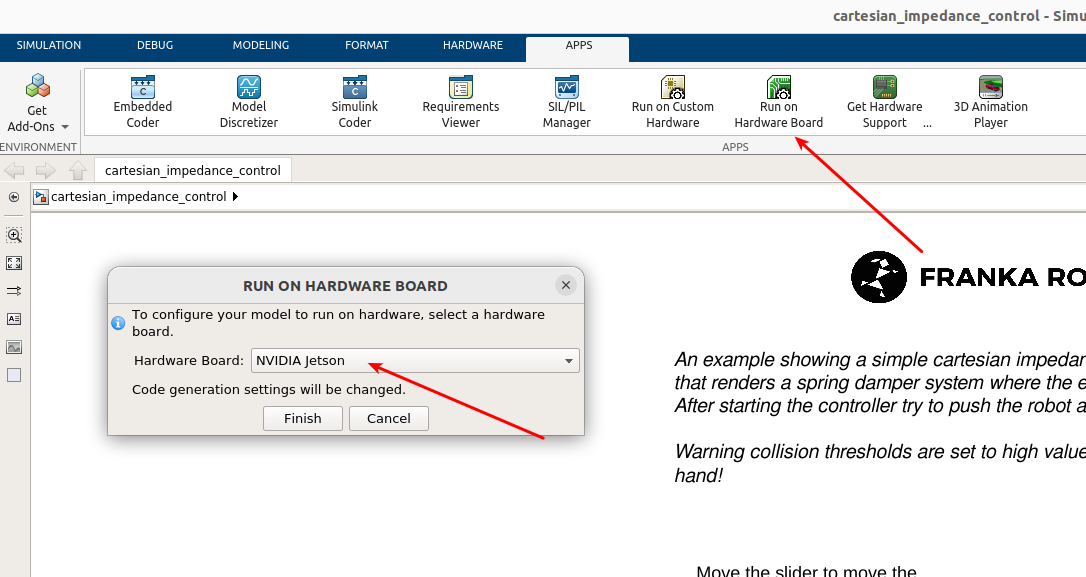 cartesian_impedance_control - Simu
SIMULATION DEBUG MODELING FORMAT HARDWARE APPS
Get
Add-Ons
Embedded
Coder
Model
Discretizer
Simulink
Coder
Requirements
Viewer
SIL/PIL
Manager
Run on Custom
Hardware
Run on
Hardware Board
Get Hardware
Support ...
3D Animation
Player
ENVIRONMENT
APPS
cartesian_impedance_control
cartesian_impedance_control
FRANKA RO
RUN ON HARDWARE BOARD
To configure your model to run on hardware, select a hardware
board.
Hardware Board: NVIDIA Jetson
Code generation settings will be changed.
Finish Cancel
An example showing a simple cartesian impedan
that renders a spring damper system where the e
After starting the controller try to push the robot a
Warning collision thresholds are set to high value
hand!
Move the slider to move the